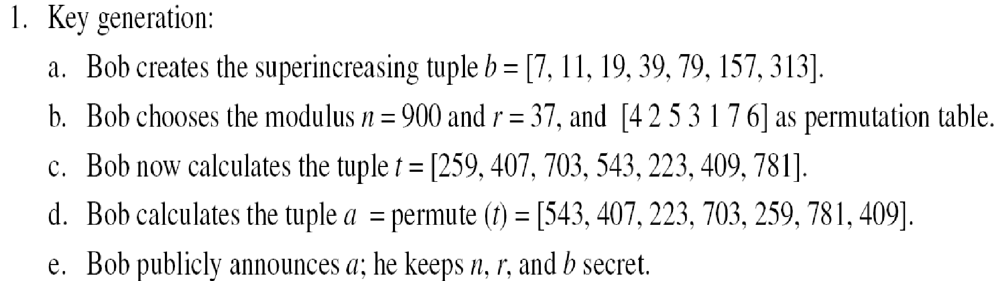 1. Key generation:
a. Bob creates the superincreasing tuple b = [7, 11, 19, 39, 79, 157, 313].
b. Bob chooses the modulus n = 900 and r = 37, and [4 2 5 3 1 7 6] as permutation table.
c. Bob now calculates the tuple t = [259, 407, 703, 543, 223, 409, 781].
d. Bob calculates the tuple a = permute (t) = [543, 407, 223, 703, 259, 781, 409].
e. Bob publicly announces a; he keeps n, r, and b secret.